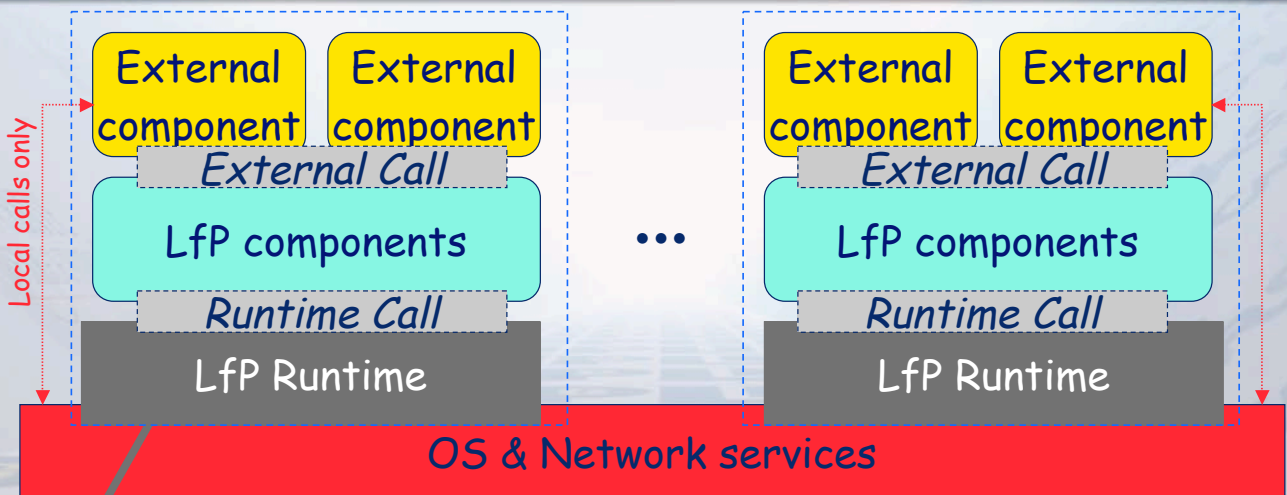 External
component
External
component
External
component
External
component
Local calls only
External Call
External Call
LfP components
...
LfP components
Runtime Call
Runtime Call
LfP Runtime
LfP Runtime
OS & Network services